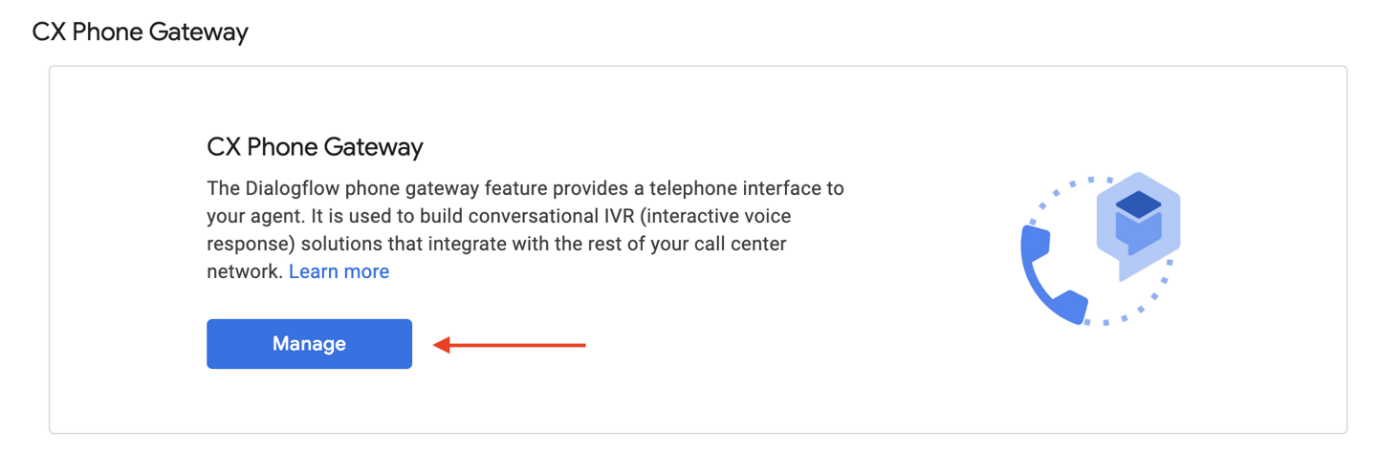 CX Phone Gateway
CX Phone Gateway
The Dialogflow phone gateway feature provides a telephone interface to
your agent. It is used to build conversational IVR (interactive voice
response) solutions that integrate with the rest of your call center
network. Learn more
Manage